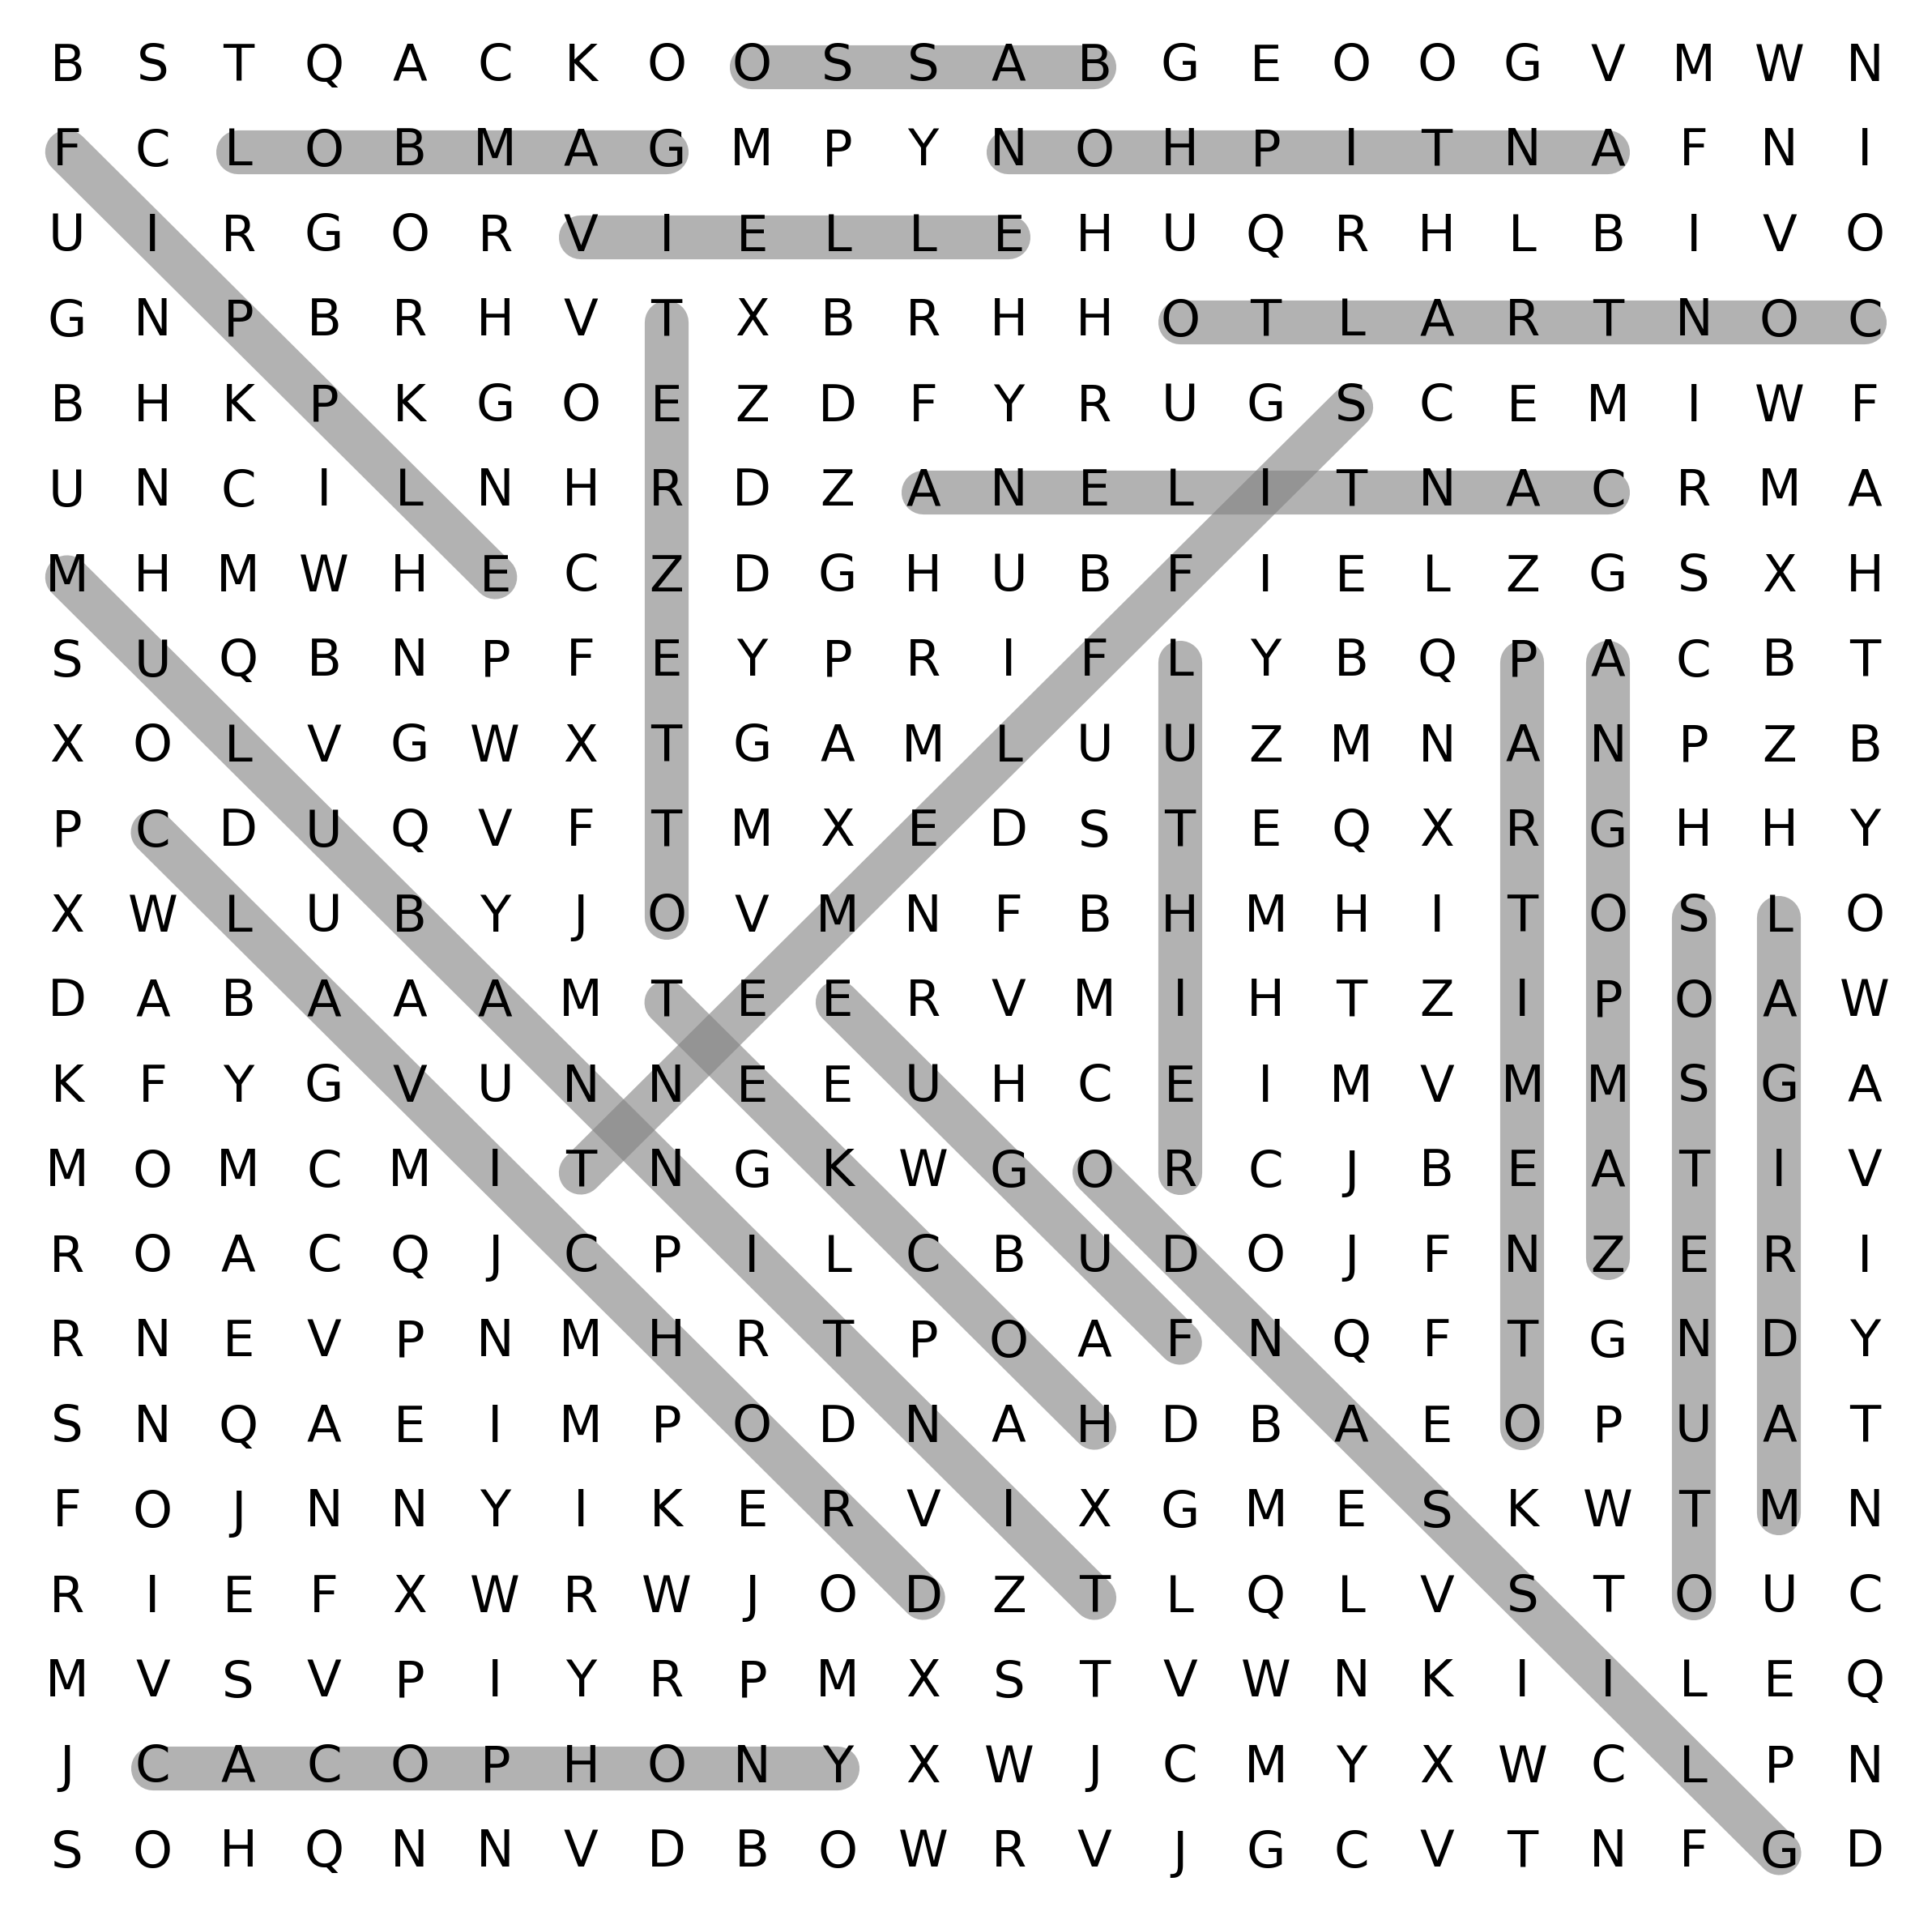 B S T Q A C K O O S S A B G E O O G V M W N
F C L O B M A G M P Y N O H P I T N A F N I
U I R G O R V I E L L E H U Q R H L B I V O
G N P B R H V T X B R H H O T L A R T N O C
B H K P K G O E Z D F Y R U G S C E M I W F
U N C I L N H R D Z A N E L I T N A C R M A
M H M W H E C Z D G H U B F I E L Z G S X H
S U Q B N P F E Y P R I F L Y B Q P A C B T
X O L V G W X T G A M L U U Z M N A N P Z B
P C D U Q V F T M X E D S T E Q X R G H H Y
X W L U B Y J O V M N F B H M H I T O S L O
D A B A A A M T E E R V M I H T Z I P O A W
K F Y G V U N N E E U H C E I M V M M S G A
M O M C M I T N G K W G O R C J B E A T I V
R O A C Q J C P I L C B U D O J F N Z E R I
R N E V P N M H R T P O A F N Q F T G N D Y
S N Q A E I M P O D N A H D B A E O P U A T
F O J N N Y I K E R V I X G M E S K W T M N
R I E F X W R W J O D Z T L Q L V S T O U C
M V S V P I Y R P M X S T V W N K I I L E Q
J C A C O P H O N Y X W J C M Y X W C L P N
S O H Q N N V D B O W R V J G C V T N F G D